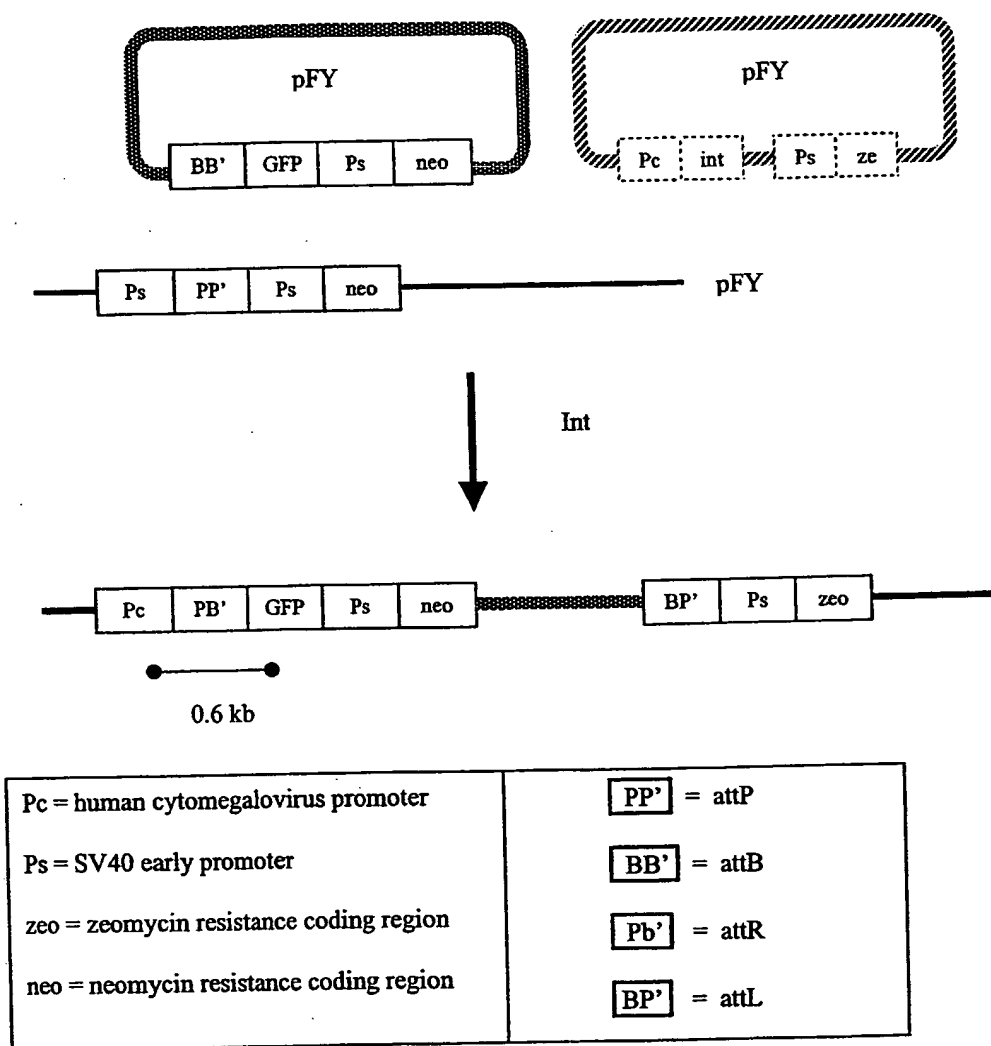 pFY
pFY
BB' GFP Ps neo
Pc int Ps ze
Ps PP' Ps neo
pFY
Int
Pc PB' GFP Ps neo BP' Ps zeo
0.6 kb
Pc = human cytomegalovirus promoter
Ps = SV40 early promoter
zeo = zeomycin resistance coding region
neo = neomycin resistance coding region
PP' = attP
BB' = attB
Pb' = attR
BP' = attL